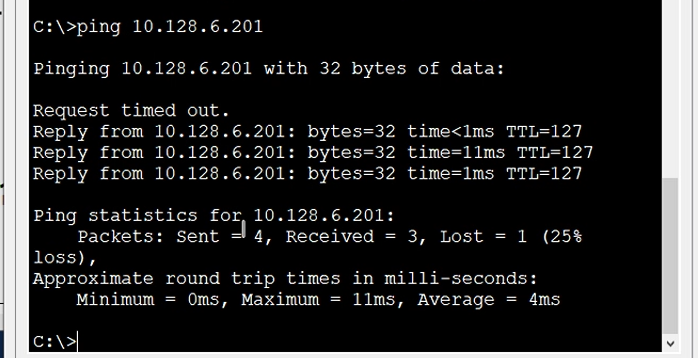 C:\>ping 10.128.6.201
Pinging 10.128.6.201 with 32 bytes of data:
Request timed out.
Reply from 10.128.6.201: bytes=32 time<1ms TTL=127
Reply from 10.128.6.201: bytes=32 time=11ms TTL=127
Reply from 10.128.6.201: bytes=32 time=1ms TTL=127
Ping statistics for 10.128.6.201:
Packets: Sent = 4, Received = 3, Lost = 1 (25%
loss),
Approximate round trip times in milli-seconds:
Minimum = 0ms, Maximum = 11ms, Average = 4ms
C:\>